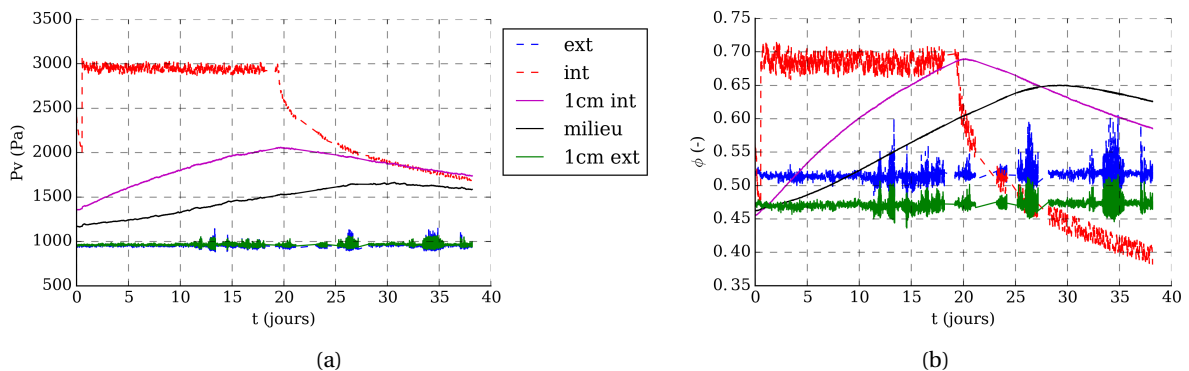 3500
3000
2500
2000
1500
1000
500
Pv (Pa)
0 5 10 15 20 25 30 35 40
t (jours)
(a)
ext
int
1cm int
milieu
1cm ext
0.75
0.70
0.65
0.60
0.55
0.50
0.45
0.40
0.35
ϕ (-)
0 5 10 15 20 25 30 35 40
t (jours)
(b)